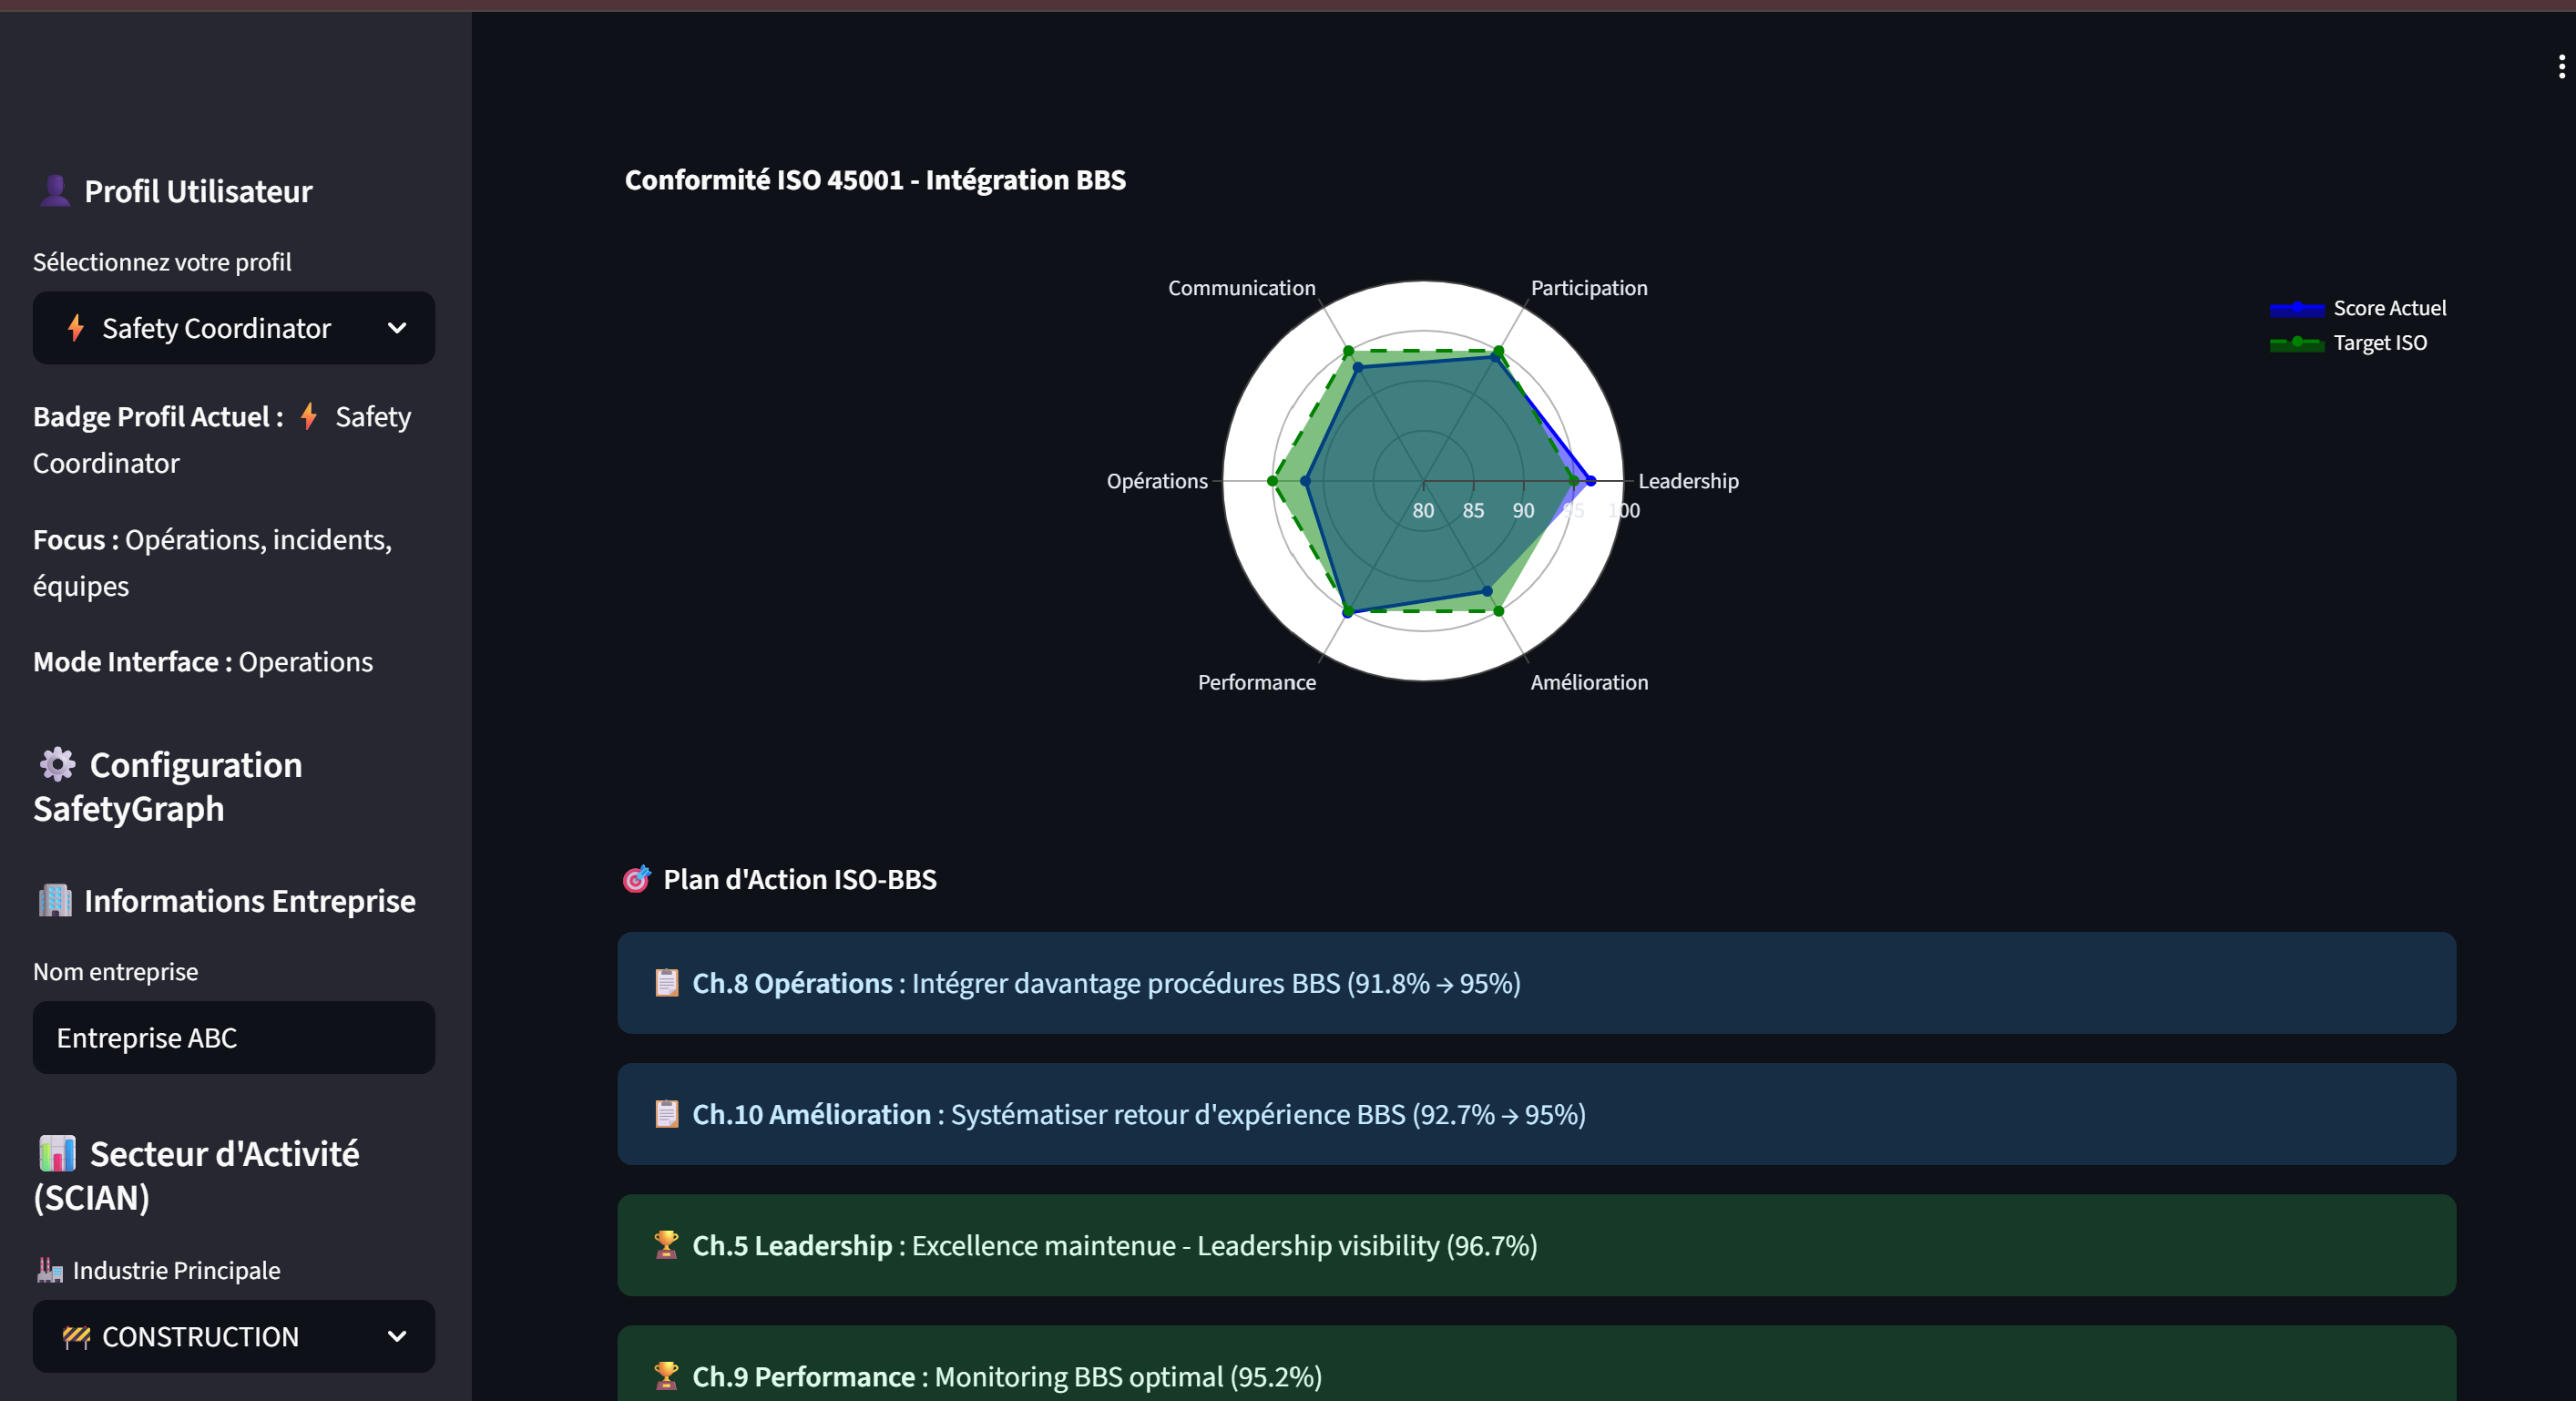 Profil Utilisateur
Sélectionnez votre profil
Safety Coordinator
Badge Profil Actuel : Safety
Coordinator
Focus : Opérations, incidents,
équipes
Mode Interface : Operations
Configuration
SafetyGraph
Informations Entreprise
Nom entreprise
Entreprise ABC
Secteur d'Activité
(SCIAN)
Industrie Principale
CONSTRUCTION
Conformité ISO 45001 - Intégration BBS
Communication
Participation
Opérations
Leadership
80 85 90 95 100
Performance
Amélioration
Score Actuel
Target ISO
Plan d'Action ISO-BBS
Ch.8 Opérations : Intégrer davantage procédures BBS (91.8% → 95%)
Ch.10 Amélioration : Systématiser retour d'expérience BBS (92.7% → 95%)
Ch.5 Leadership : Excellence maintenue - Leadership visibility (96.7%)
Ch.9 Performance : Monitoring BBS optimal (95.2%)